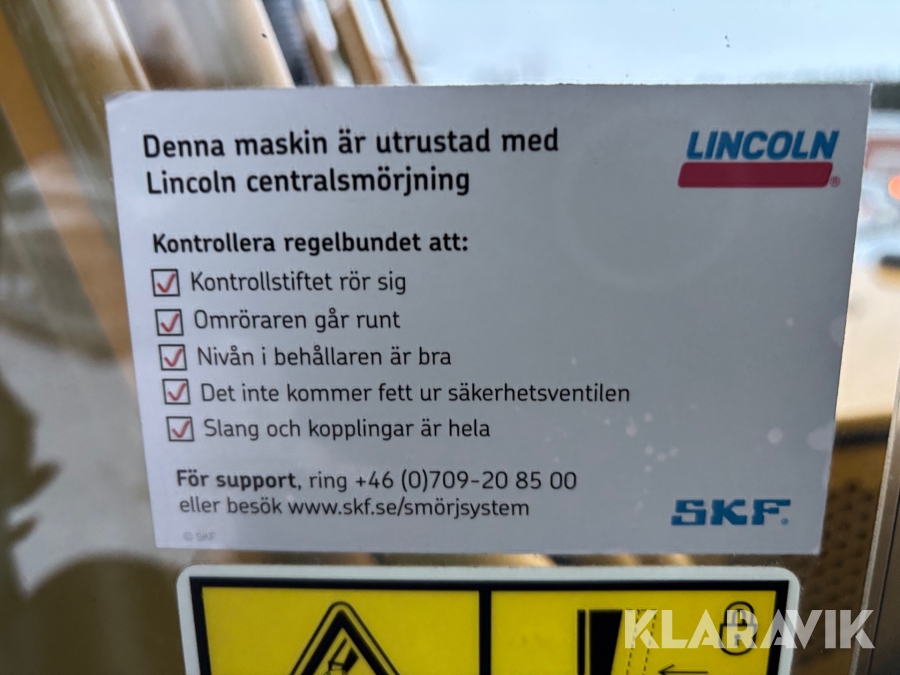 Denna maskin är utrustad med
Lincoln centralsmörjning
LINCOLN®
Kontrollera regelbundet att:
Kontrollstiftet rör sig
Omröraren går runt
Nivån i behållaren är bra
Det inte kommer fett ur säkerhetsventilen
Slang och kopplingar är hela
För support, ring +46 (0)709-20 85 00
eller besök www.skf.se/smörjsystem
SKF®
© SKF
KLARAVIK